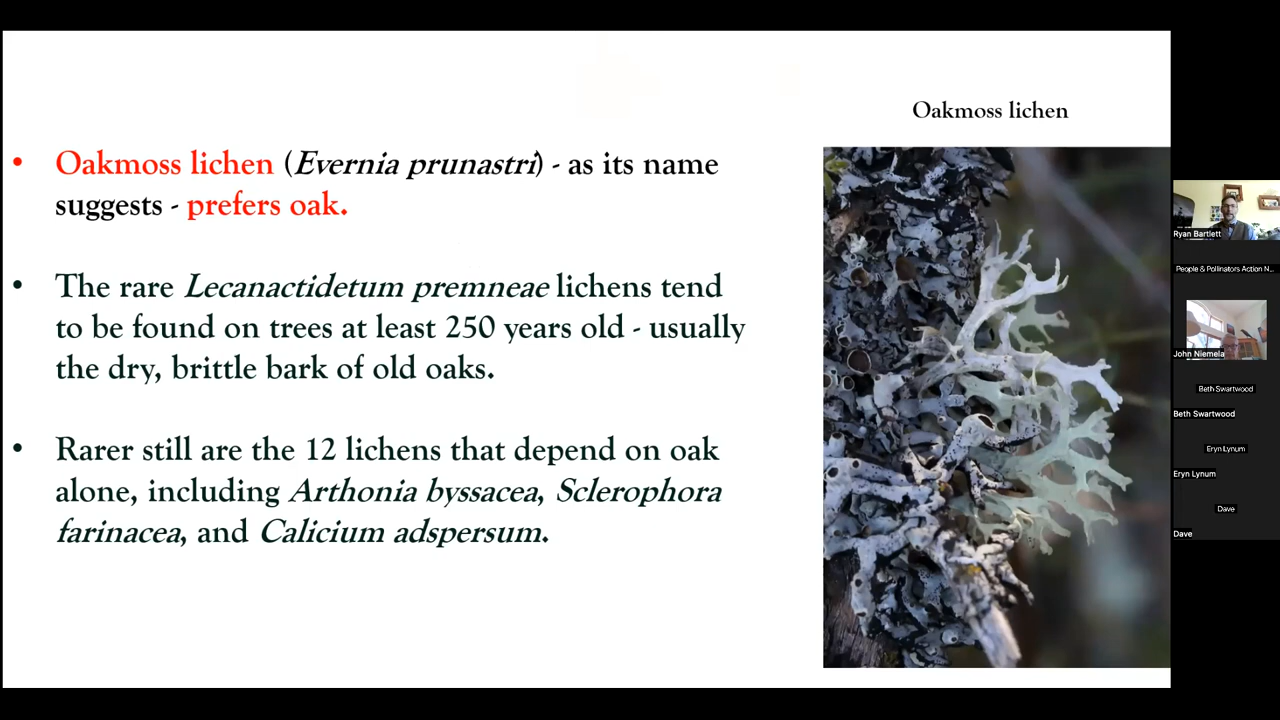 Oakmoss lichen
• Oakmoss lichen (Evernia prunastri) - as its name
suggests - prefers oak.
• The rare Lecanactidetum premneae lichens tend
to be found on trees at least 250 years old - usually
the dry, brittle bark of old oaks.
• Rarer still are the 12 lichens that depend on oak
alone, including Arthonia byssacea, Sclerophora
farinacea, and Calicium adspersum.
Ryan Bartlett
People & Pollinators Action N...
John Niemela
Beth Swartwood
Beth Swartwood
Eryn Lynum
Eryn Lynum
Dave
Dave